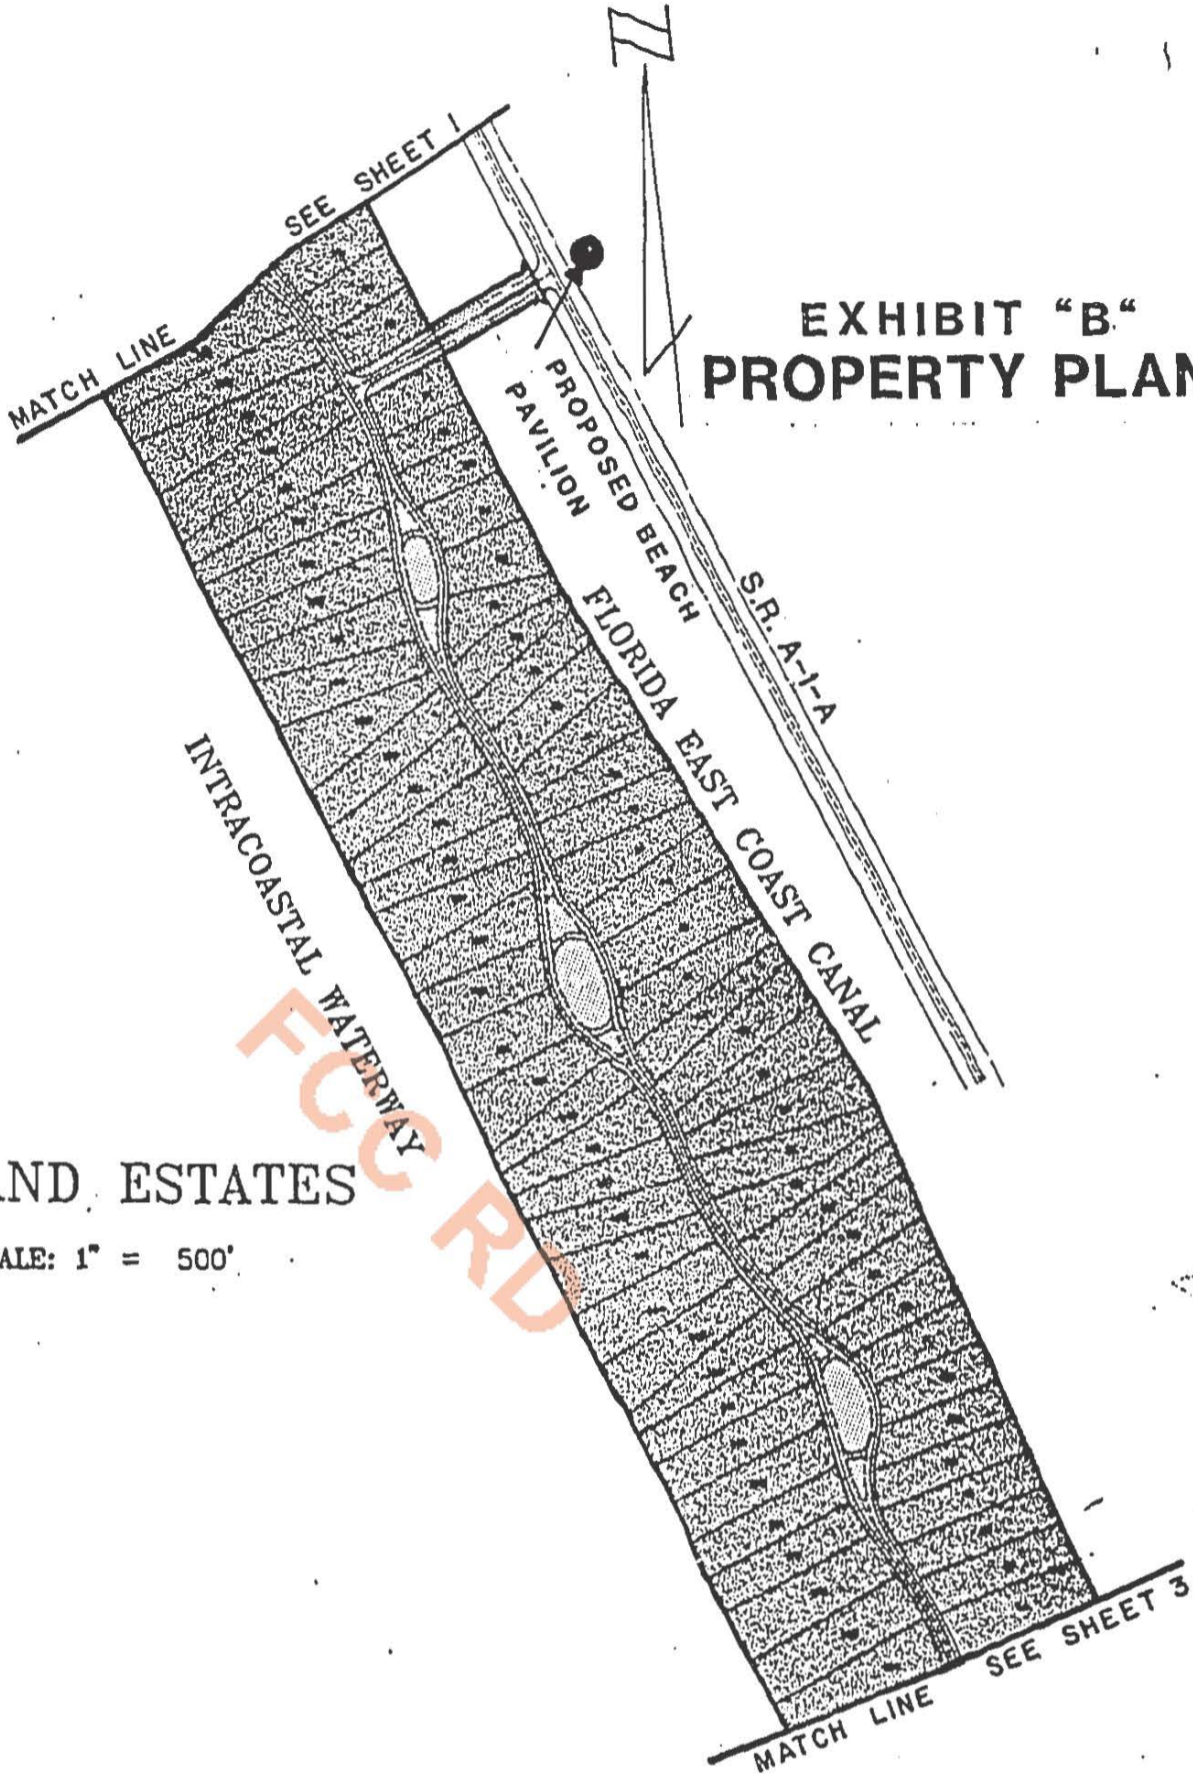 N
SEE SHEET 1
MATCH LINE
EXHIBIT "B."
PROPERTY PLAN
PROPOSED BEACH
PAVILION
S.R. A-1-A
FLORIDA EAST COAST CANAL
INTRACOASTAL WATERWAY
FCC RD
AND ESTATES
ALE: 1" = 500'
MATCH LINE SEE SHEET 3